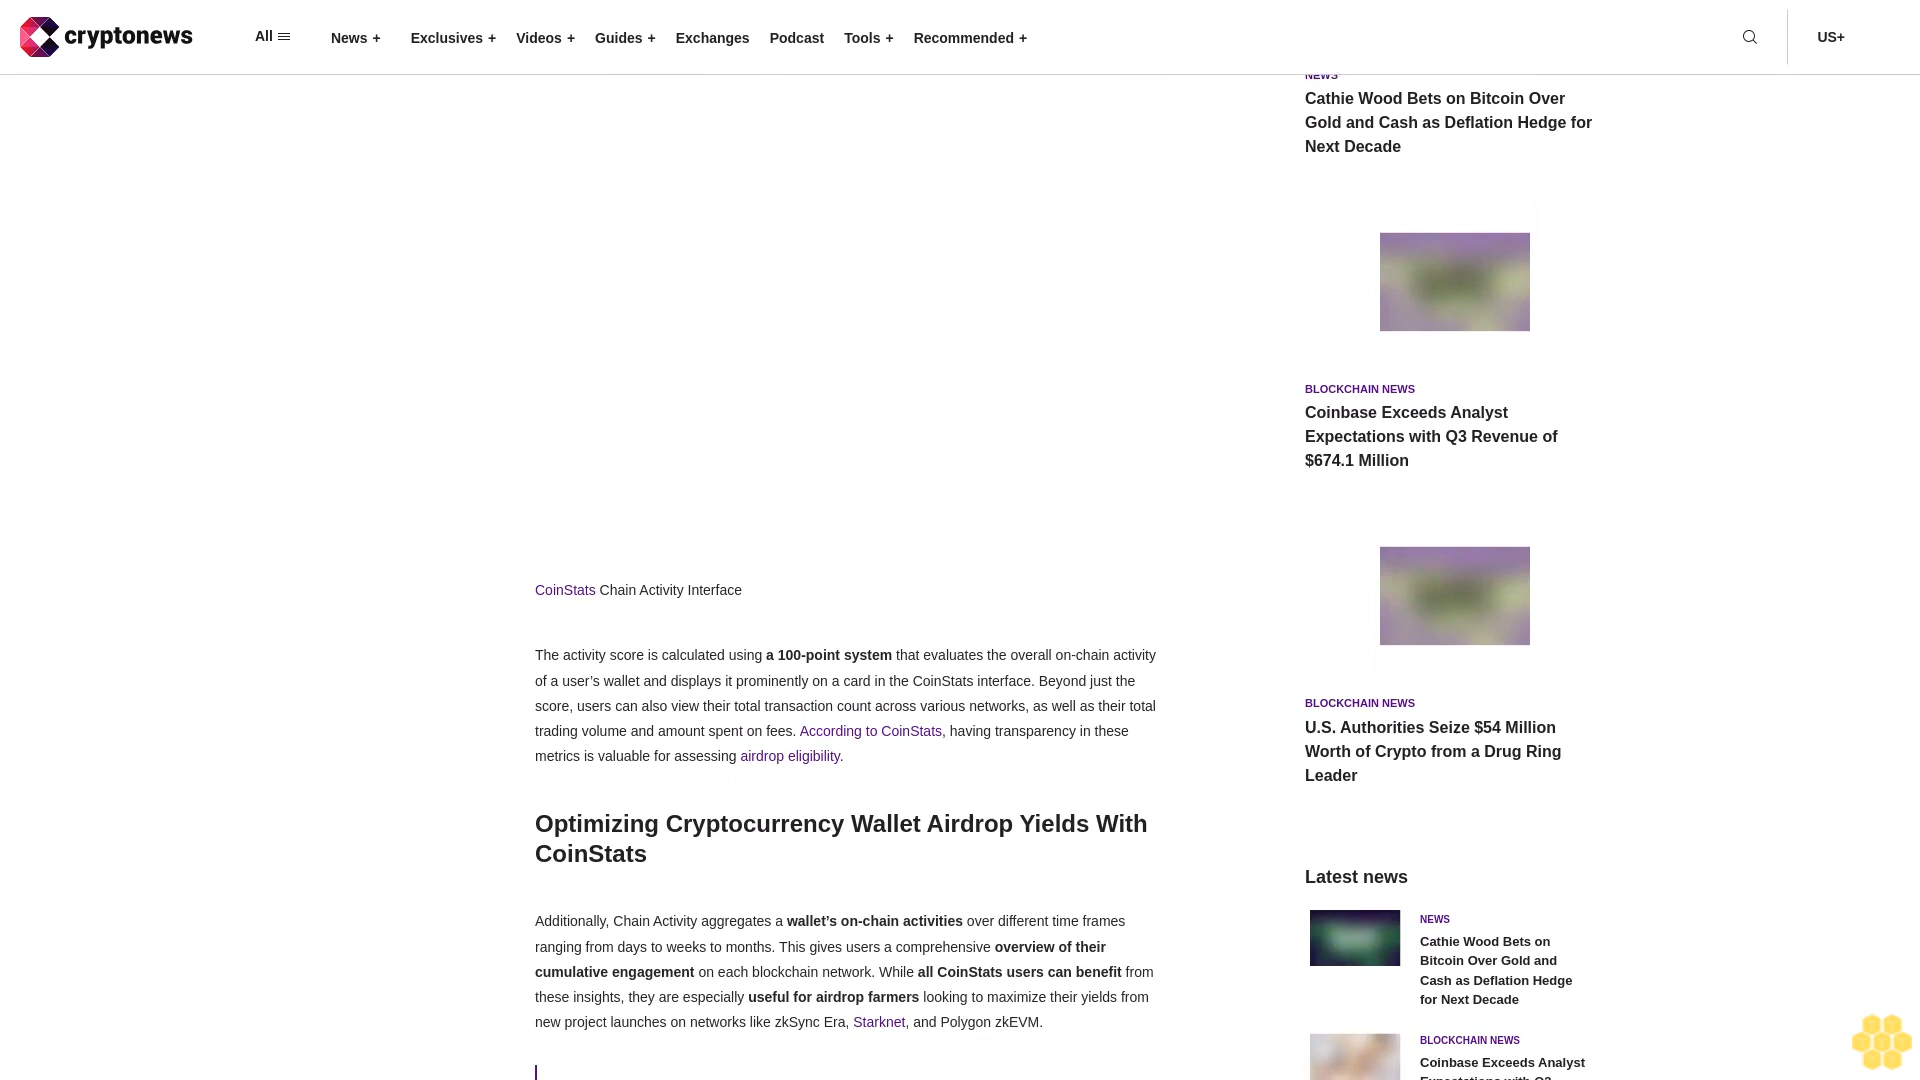 cryptonews
All
News +
Exclusives +
Videos +
Guides +
Exchanges
Podcast
Tools +
Recommended +
US+
CoinStats Chain Activity Interface
The activity score is calculated using a 100-point system that evaluates the overall on-chain activity
of a user’s wallet and displays it prominently on a card in the CoinStats interface. Beyond just the
score, users can also view their total transaction count across various networks, as well as their total
trading volume and amount spent on fees. According to CoinStats, having transparency in these
metrics is valuable for assessing airdrop eligibility.
Optimizing Cryptocurrency Wallet Airdrop Yields With
CoinStats
Additionally, Chain Activity aggregates a wallet’s on-chain activities over different time frames
ranging from days to weeks to months. This gives users a comprehensive overview of their
cumulative engagement on each blockchain network. While all CoinStats users can benefit from
these insights, they are especially useful for airdrop farmers looking to maximize their yields from
new project launches on networks like zkSync Era, Starknet, and Polygon zkEVM.
NEWS
Cathie Wood Bets on Bitcoin Over
Gold and Cash as Deflation Hedge for
Next Decade
BLOCKCHAIN NEWS
Coinbase Exceeds Analyst
Expectations with Q3 Revenue of
$674.1 Million
BLOCKCHAIN NEWS
U.S. Authorities Seize $54 Million
Worth of Crypto from a Drug Ring
Leader
Latest news
NEWS
Cathie Wood Bets on
Bitcoin Over Gold and
Cash as Deflation Hedge
for Next Decade
BLOCKCHAIN NEWS
Coinbase Exceeds Analyst
Expectations with Q3